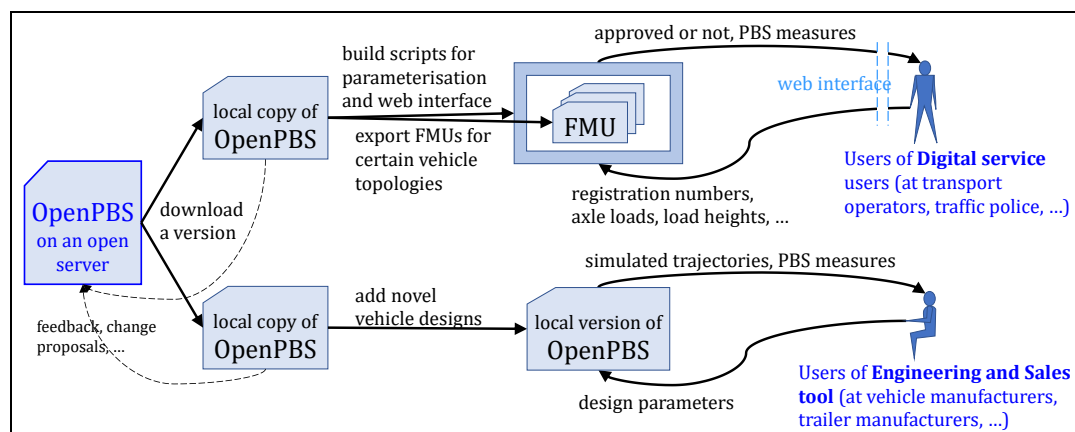 OpenPBS
on an open
server
download
a version
feedback, change
proposals, ...
local copy of
OpenPBS
build scripts for
parameterisation
and web interface
export FMUs for
certain vehicle
topologies
FMU
approved or not, PBS measures
web interface
registration numbers,
axle loads, load heights, ...
Users of Digital service
users (at transport
operators, traffic police, ...)
local copy of
OpenPBS
add novel
vehicle designs
local version of
OpenPBS
simulated trajectories, PBS measures
design parameters
Users of Engineering and Sales
tool (at vehicle manufacturers,
trailer manufacturers, ...)